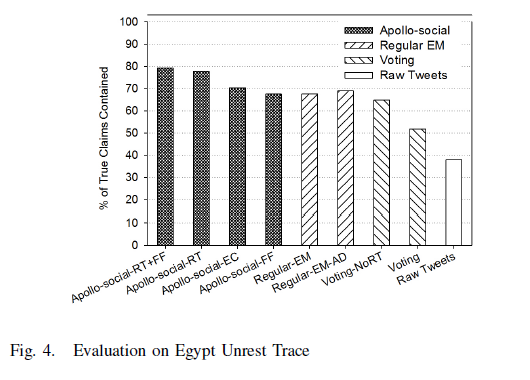 100
90
80
70
60
50
40
30
20
10
0
% of True Claims Contained
Apollo-social
Regular EM
Voting
Raw Tweets
Apollo-social-RT+FF
Apollo-social-RT
Apollo-social-EC
Apollo-social-FF
Regular-EM
Regular-EM-AD
Voting-NoRT
Voting
Raw Tweets
Fig. 4. Evaluation on Egypt Unrest Trace